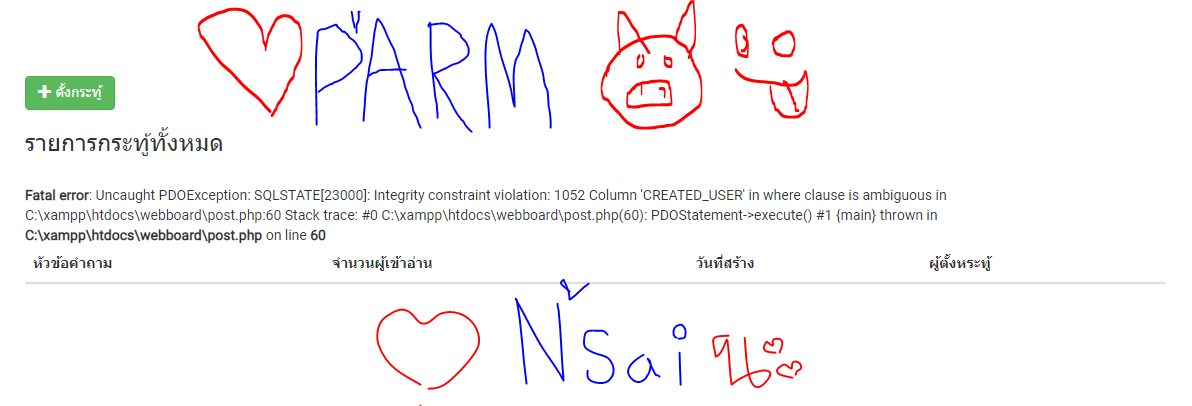 PARM
+ ตั้งกระทู้
รายการกระทู้ทั้งหมด
Fatal error: Uncaught PDOException: SQLSTATE[23000]: Integrity constraint violation: 1052 Column 'CREATED_USER' in where clause is ambiguous in
C:\xampp\htdocs\webboard\post.php:60 Stack trace: #0 C:\xampp\htdocs\webboard\post.php(60): PDOStatement->execute() #1 {main} thrown in
C:\xampp\htdocs\webboard\post.php on line 60
หัวข้อคำถาม จำนวนผู้เข้าอ่าน วันที่สร้าง ผู้ตั้งหระทู้
Nsai